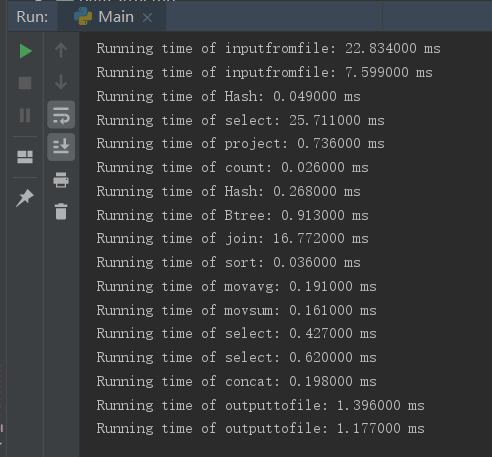 Run: Main ×
Running time of inputfromfile: 22.834000 ms
Running time of inputfromfile: 7.599000 ms
Running time of Hash: 0.049000 ms
Running time of select: 25.711000 ms
Running time of project: 0.736000 ms
Running time of count: 0.026000 ms
Running time of Hash: 0.268000 ms
Running time of Btree: 0.913000 ms
Running time of join: 16.772000 ms
Running time of sort: 0.036000 ms
Running time of movavg: 0.191000 ms
Running time of movsum: 0.161000 ms
Running time of select: 0.427000 ms
Running time of select: 0.620000 ms
Running time of concat: 0.198000 ms
Running time of outputtofile: 1.396000 ms
Running time of outputtofile: 1.177000 ms